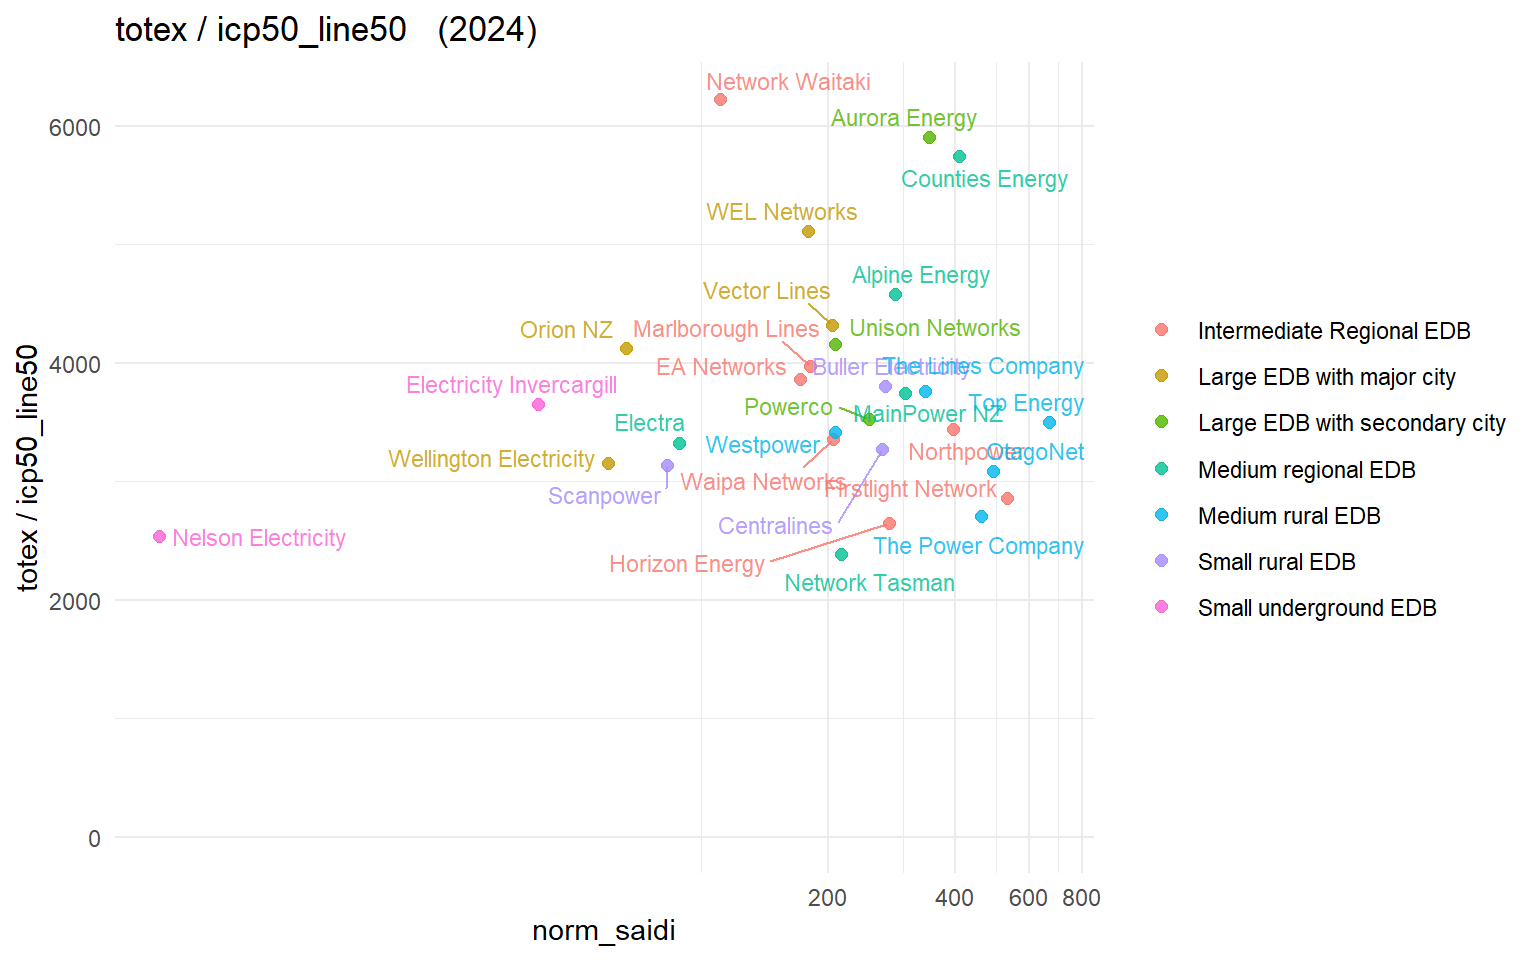 totex / icp50_line50   (2024)
Network Waitaki
Aurora Energy
6000
Counties Energy
WEL Networks
Alpine Energy
Vector Lines
Orion NZ
Marlborough Lines
Unison Networks
Intermediate Regional EDB
4000
EA Networks
Buller Electricity
The Lines Company
Large EDB with major city
Electricity Invercargill
Powerco
MainPower NZ
Top Energy
Large EDB with secondary city
Electra
Westpower
Wellington Electricity
Northpower
OtagoNet
Medium regional EDB
Scanpower
Waipa Networks
Firstlight Network
Medium rural EDB
Nelson Electricity
Centralines
The Power Company
Small rural EDB
Horizon Energy
Network Tasman
2000
Small underground EDB
0
totex / icp50_line50
200
400
600
800
norm_saidi